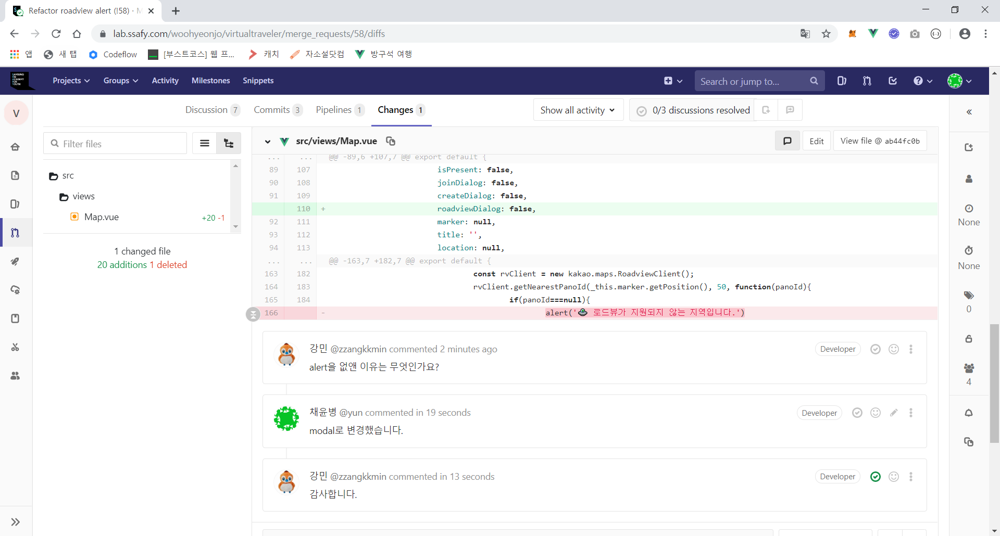 Refactor roadview alert (!58) · M
lab.ssafy.com/woohyeonjo/virtualtraveler/merge_requests/58/diffs
앱
새 탭
Codeflow
[부스트코스] 웹 프...
캐치
자소설닷컴
방구석 여행
SAMSUNG
SW
ACADEMY
FOR
YOUTH
Projects
Groups
Activity
Milestones
Snippets
Search or jump to...
V
Discussion 7
Commits 3
Pipelines 1
Changes 1
Show all activity
0/3 discussions resolved
Filter files
src
views
Map.vue +20 -1
1 changed file
20 additions 1 deleted
src/views/Map.vue
Edit
View file @ ab44fc0b
... ... @@ -89,6 +107,7 @@ export default {
89 107 isPresent: false,
90 108 joinDialog: false,
91 109 createDialog: false,
110 + roadviewDialog: false,
92 111 marker: null,
93 112 title: '',
94 113 location: null,
... ... @@ -163,7 +182,7 @@ export default {
163 182 const rvClient = new kakao.maps.RoadviewClient();
164 183 rvClient.getNearestPanoId(_this.marker.getPosition(), 50, function(panoId){
165 184 if(panoId===null){
166 - alert('🛸 로드뷰가 지원되지 않는 지역입니다.')
강민 @zzangkkmin commented 2 minutes ago
Developer
alert을 없앤 이유는 무엇인가요?
채윤병 @yun commented in 19 seconds
Developer
modal로 변경했습니다.
강민 @zzangkkmin commented in 13 seconds
Developer
감사합니다.
None
None
0
4